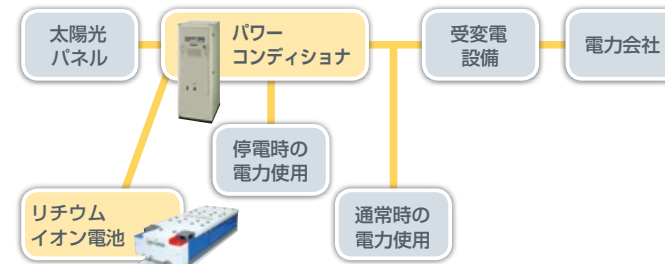 太陽光
パネル
パワー
コンディショナ
受変電
設備
電力会社
停電時の
電力使用
リチウム
イオン電池
通常時の
電力使用